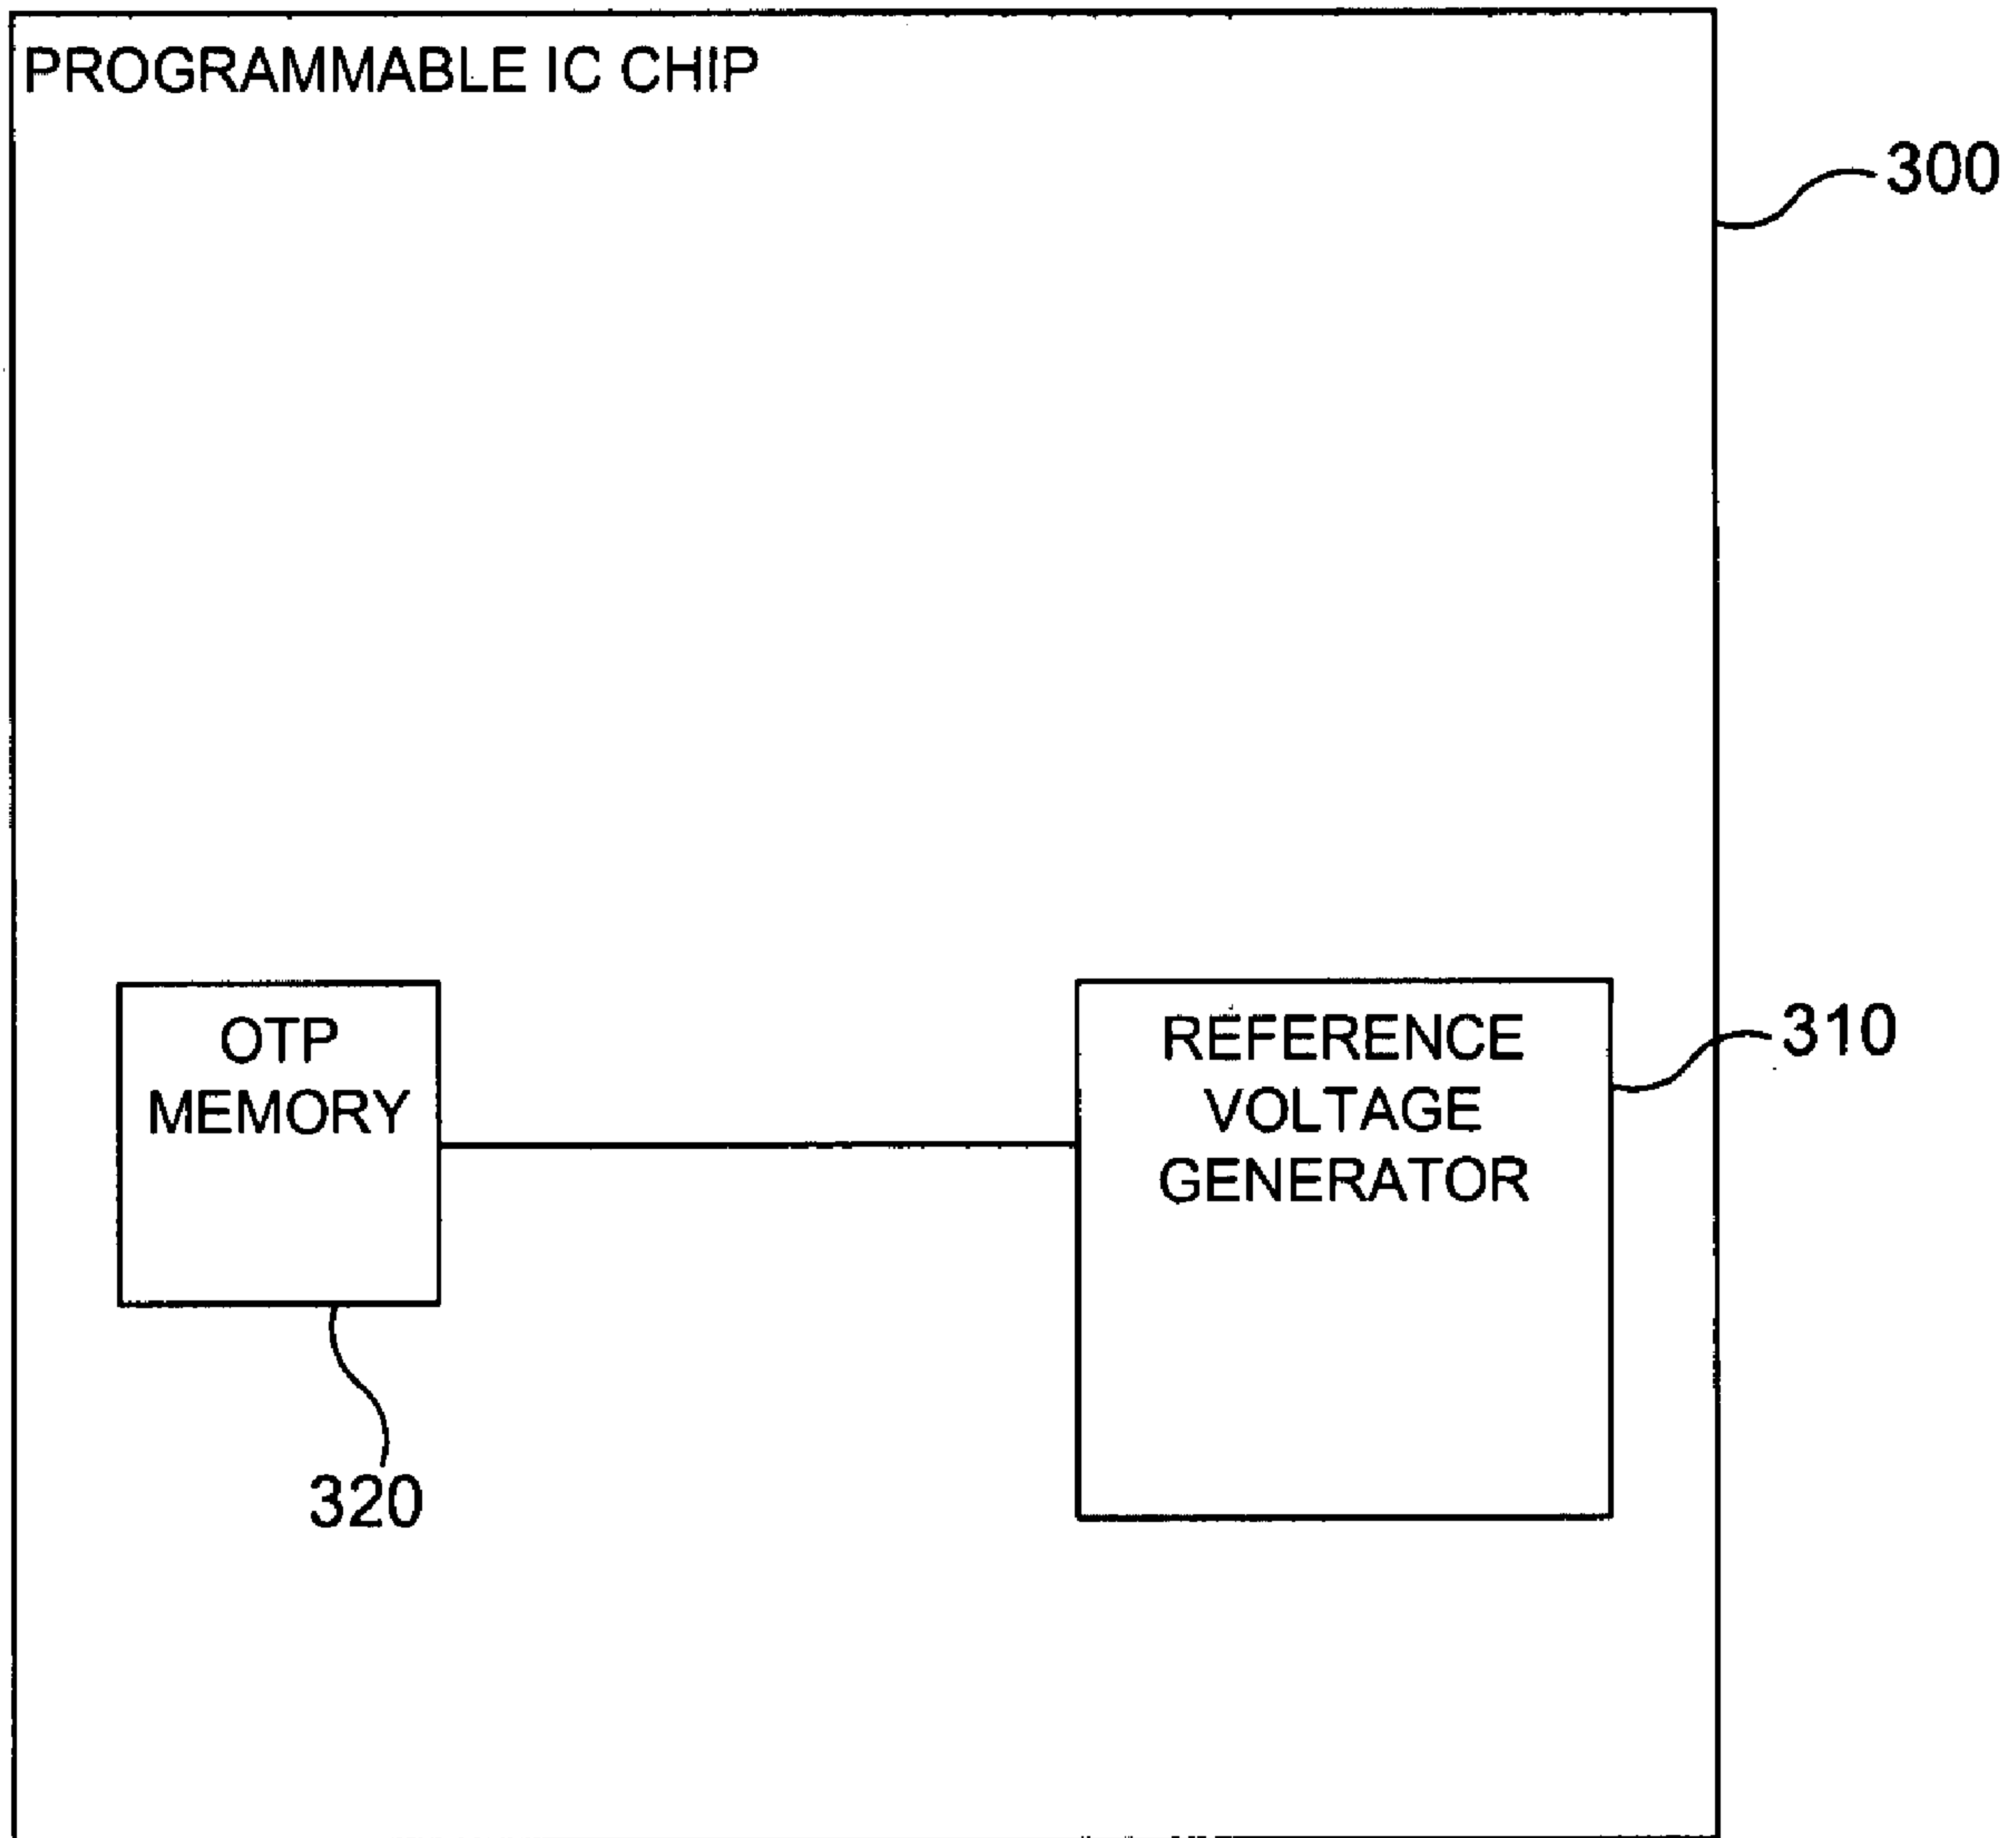 PROGRAMMABLE IC CHIP
300
OTP
MEMORY
REFERENCE
VOLTAGE
GENERATOR
310
320